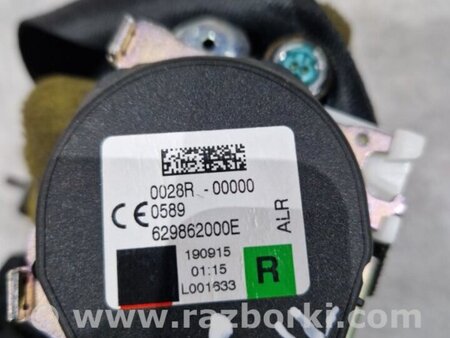 0028R -00000
CE 0589
629862000E
ALR
190915
01:15
L001633
R
www.razborki.com